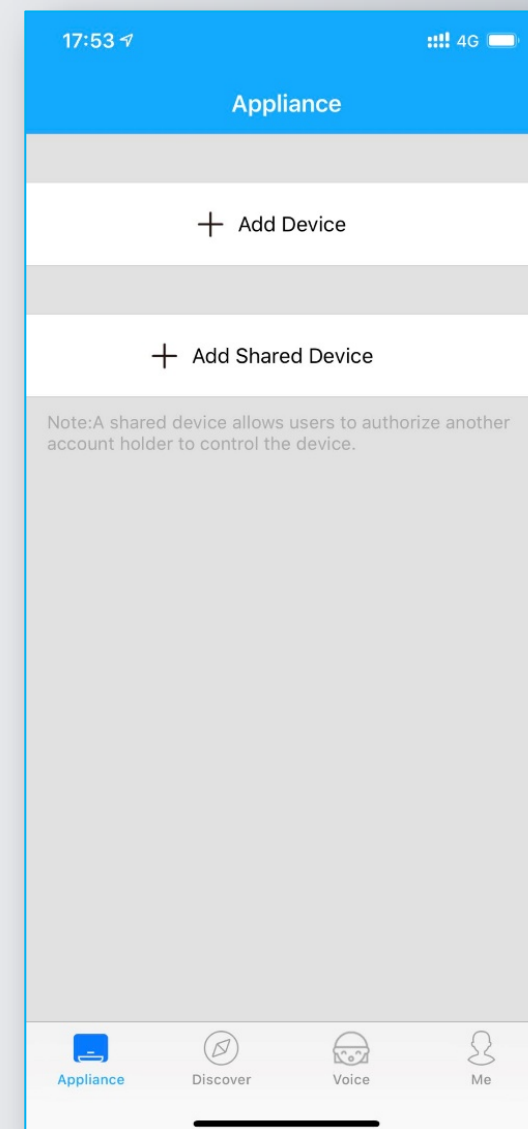 17:53
4G
Appliance
Add Device
Add Shared Device
Note:A shared device allows users to authorize another
account holder to control the device.
Appliance Discover Voice Me